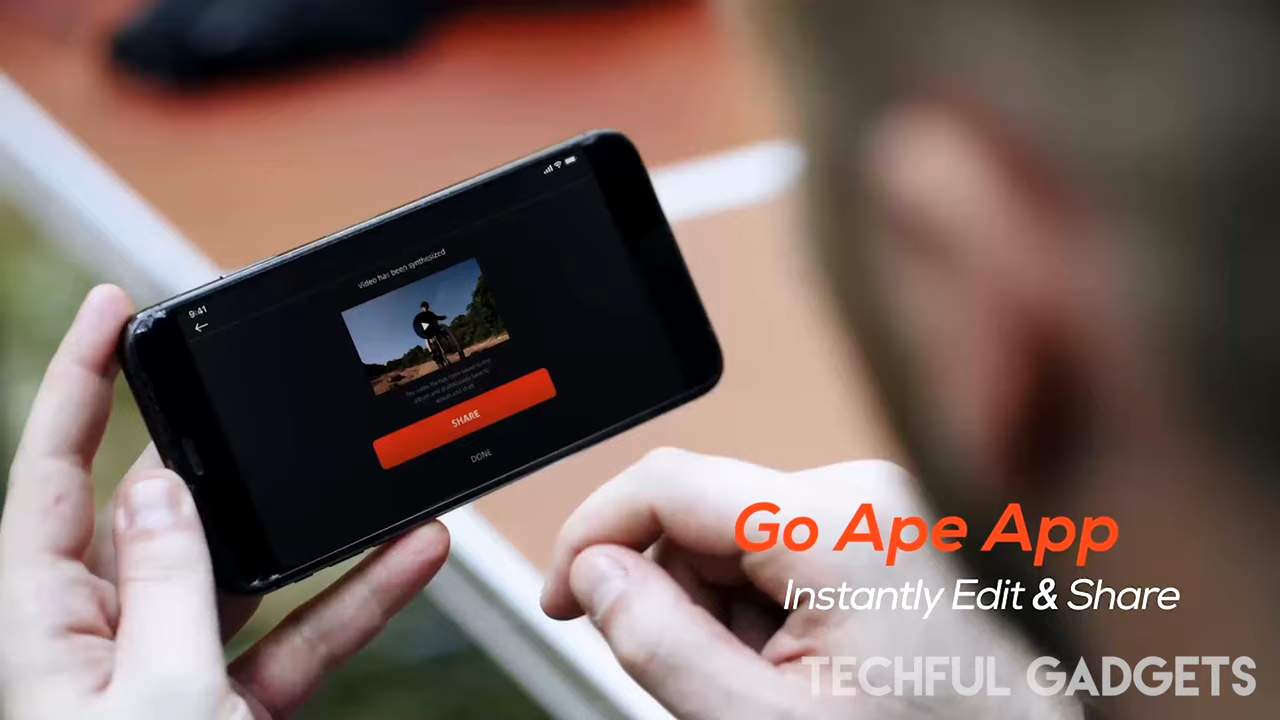 9:41
Video has been synthesized
SHARE
DONE
Go Ape App
Instantly Edit & Share
TECHFUL GADGETS